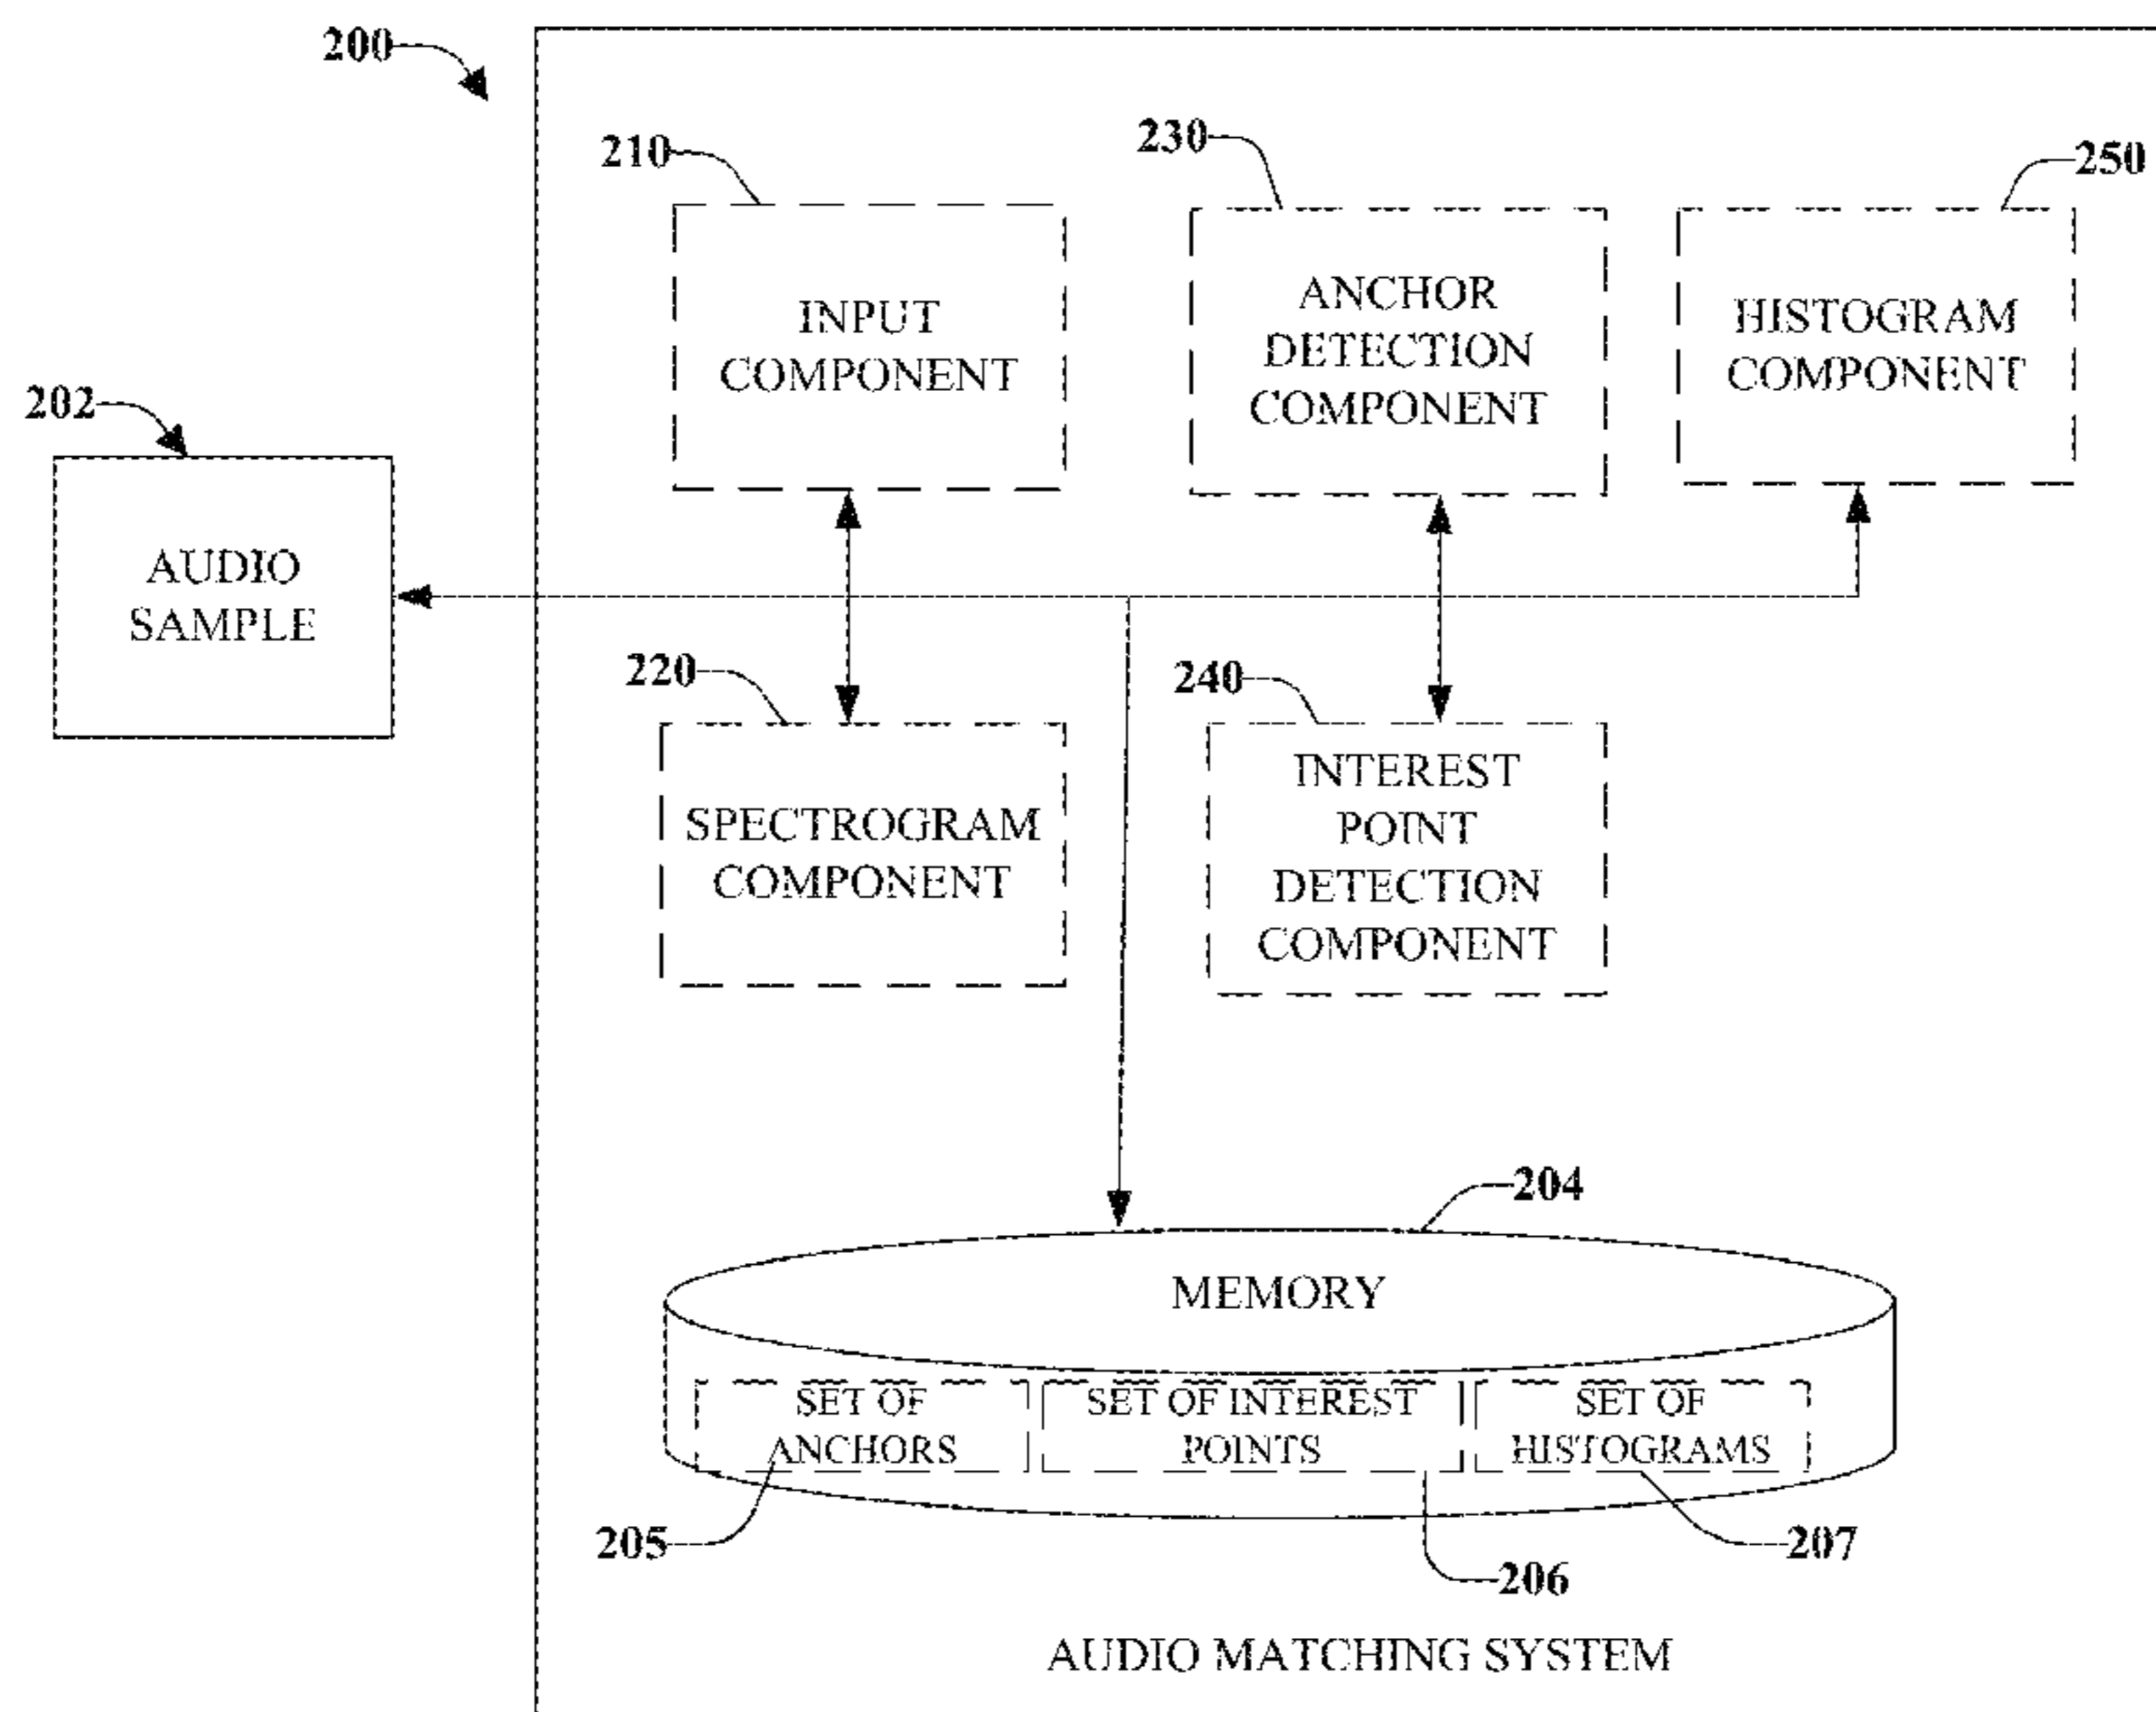 200
210
230
250
INPUT
COMPONENT
ANCHOR
DETECTION
COMPONENT
HISTOGRAM
COMPONENT
202
AUDIO
SAMPLE
220
240
SPECTROGRAM
COMPONENT
INTEREST
POINT
DETECTION
COMPONENT
204
MEMORY
SET OF
ANCHORS
SET OF INTEREST
POINTS
SET OF
HISTOGRAMS
205
206
207
AUDIO MATCHING SYSTEM